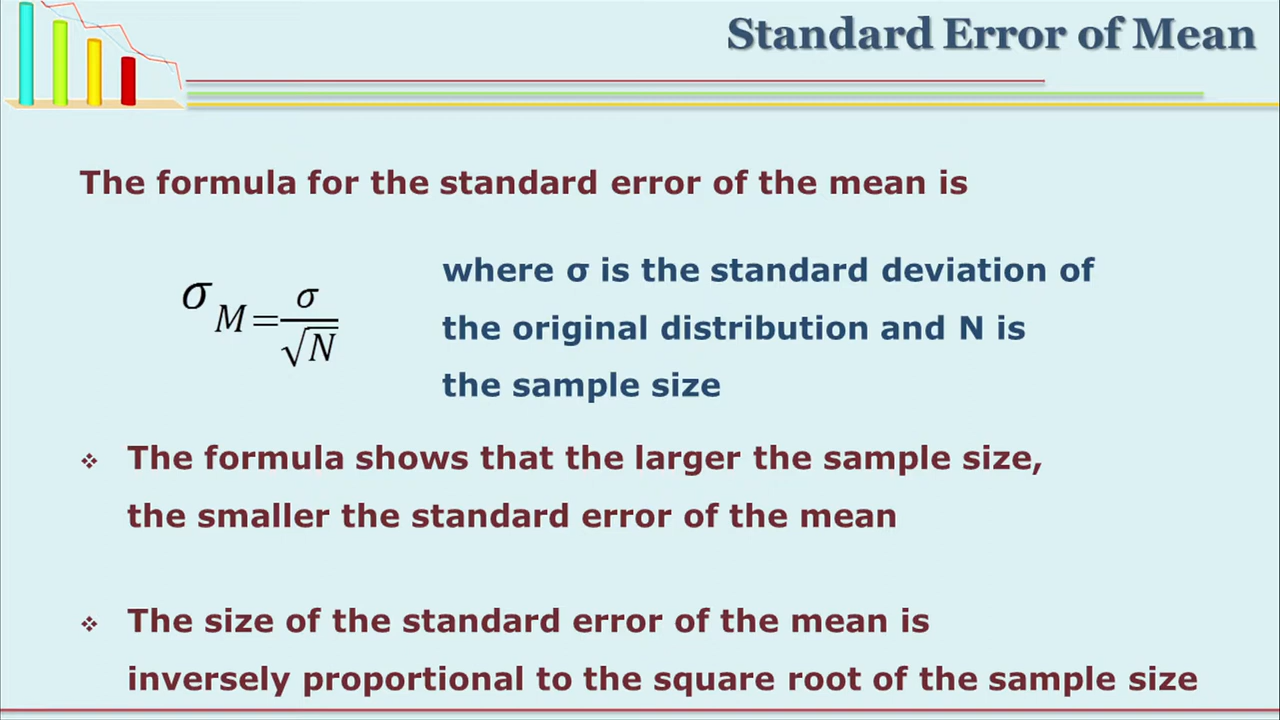 Standard Error of Mean
The formula for the standard error of the mean is
σ M = σ / √N
where σ is the standard deviation of
the original distribution and N is
the sample size
❖ The formula shows that the larger the sample size,
the smaller the standard error of the mean
❖ The size of the standard error of the mean is
inversely proportional to the square root of the sample size